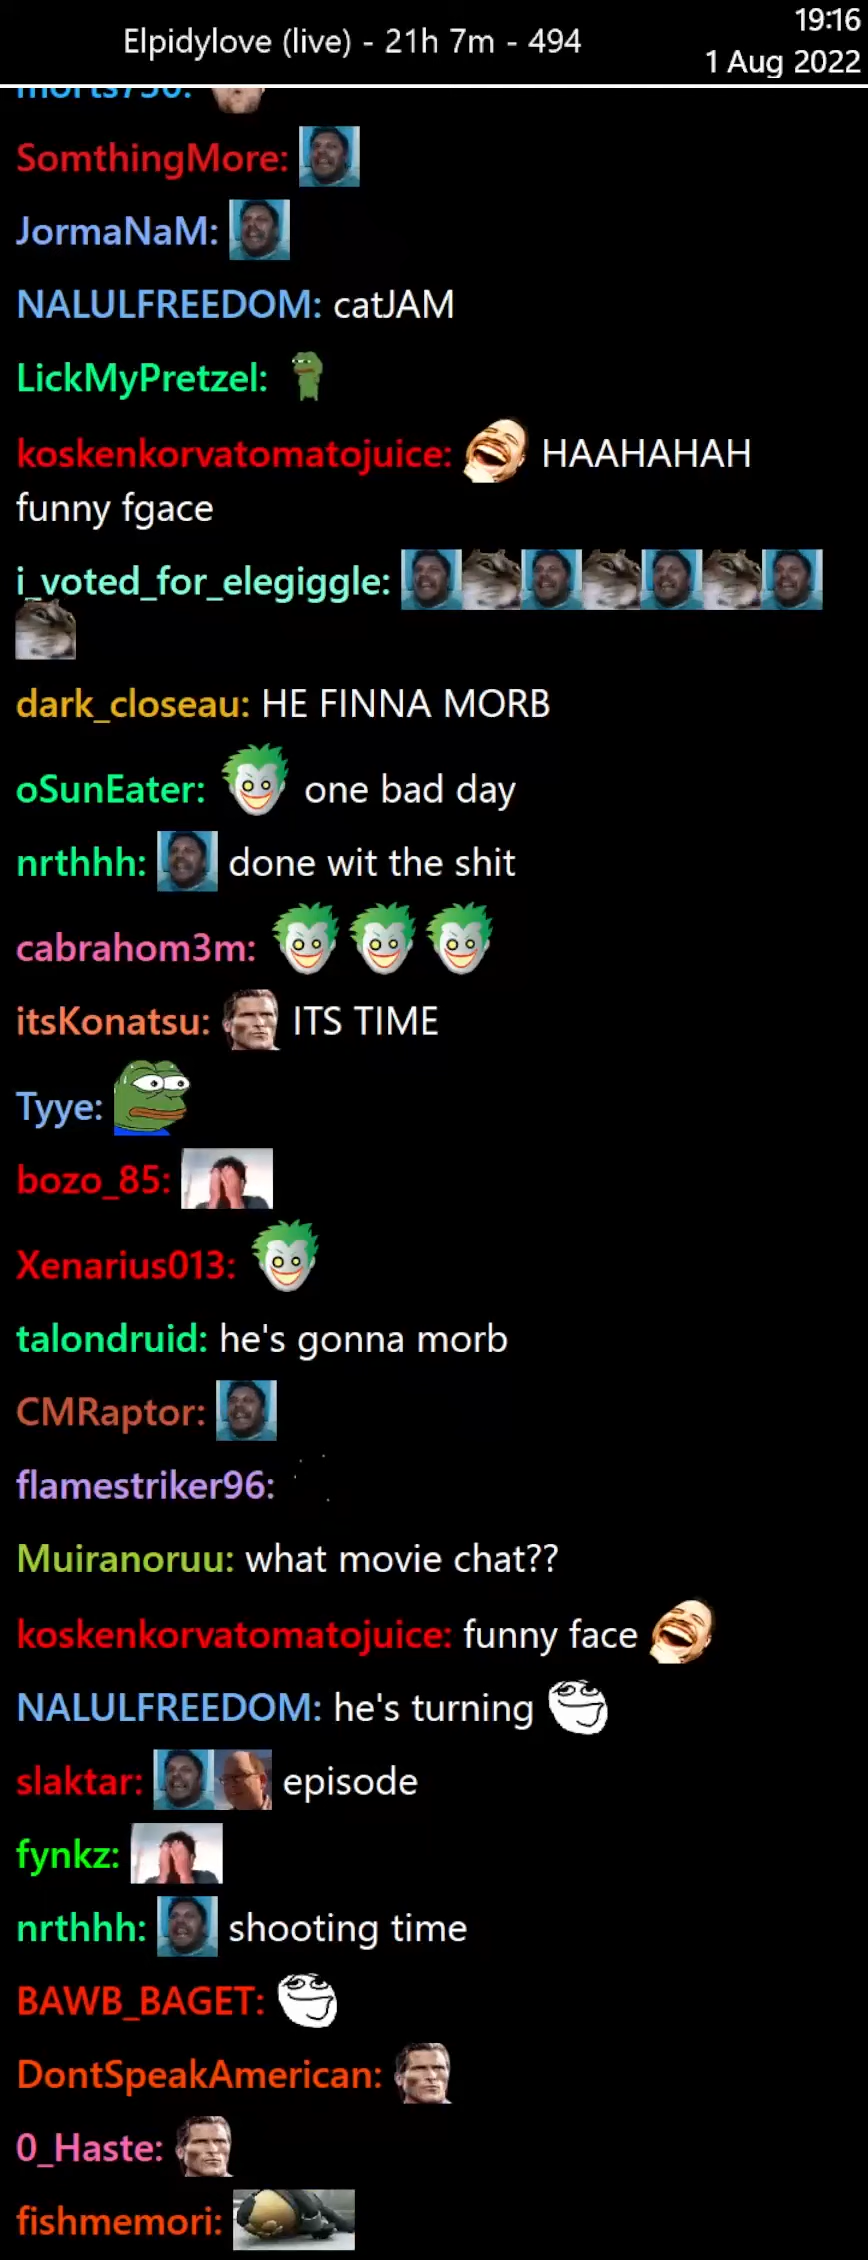 19:16
Elpidylove (live) - 21h 7m - 494
1 Aug 2022
SomthingMore:
JormaNaM:
NALULFREEDOM: catJAM
LickMyPretzel:
koskenkorvatomatojuice: HAAHAHAH
funny fgace
i_voted_for_elegiggle:
dark_closeau: HE FINNA MORB
oSunEater: one bad day
nrthhh: done wit the shit
cabrahom3m:
itsKonatsu: ITS TIME
Tyye:
bozo_85:
Xenarius013:
talondruid: he's gonna morb
CMRaptor:
flamestriker96:
Muiranoruu: what movie chat??
koskenkorvatomatojuice: funny face
NALULFREEDOM: he's turning
slaktar: episode
fynkz:
nrthhh: shooting time
BAWB_BAGET:
DontSpeakAmerican:
0_Haste:
fishmemori: